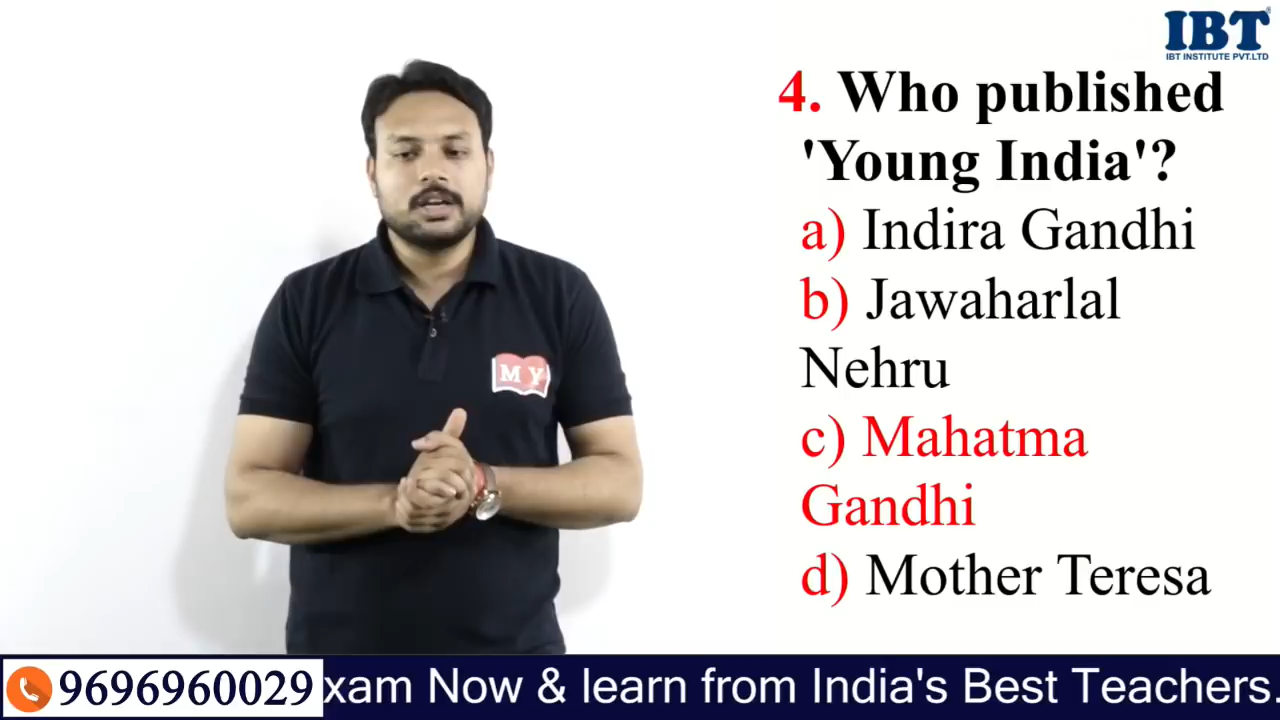 IBT
IBT INSTITUTE PVT.LTD
4. Who published
'Young India'?
a) Indira Gandhi
b) Jawaharlal
Nehru
c) Mahatma
Gandhi
d) Mother Teresa
M Y
9696960029 xam Now & learn from India's Best Teachers.